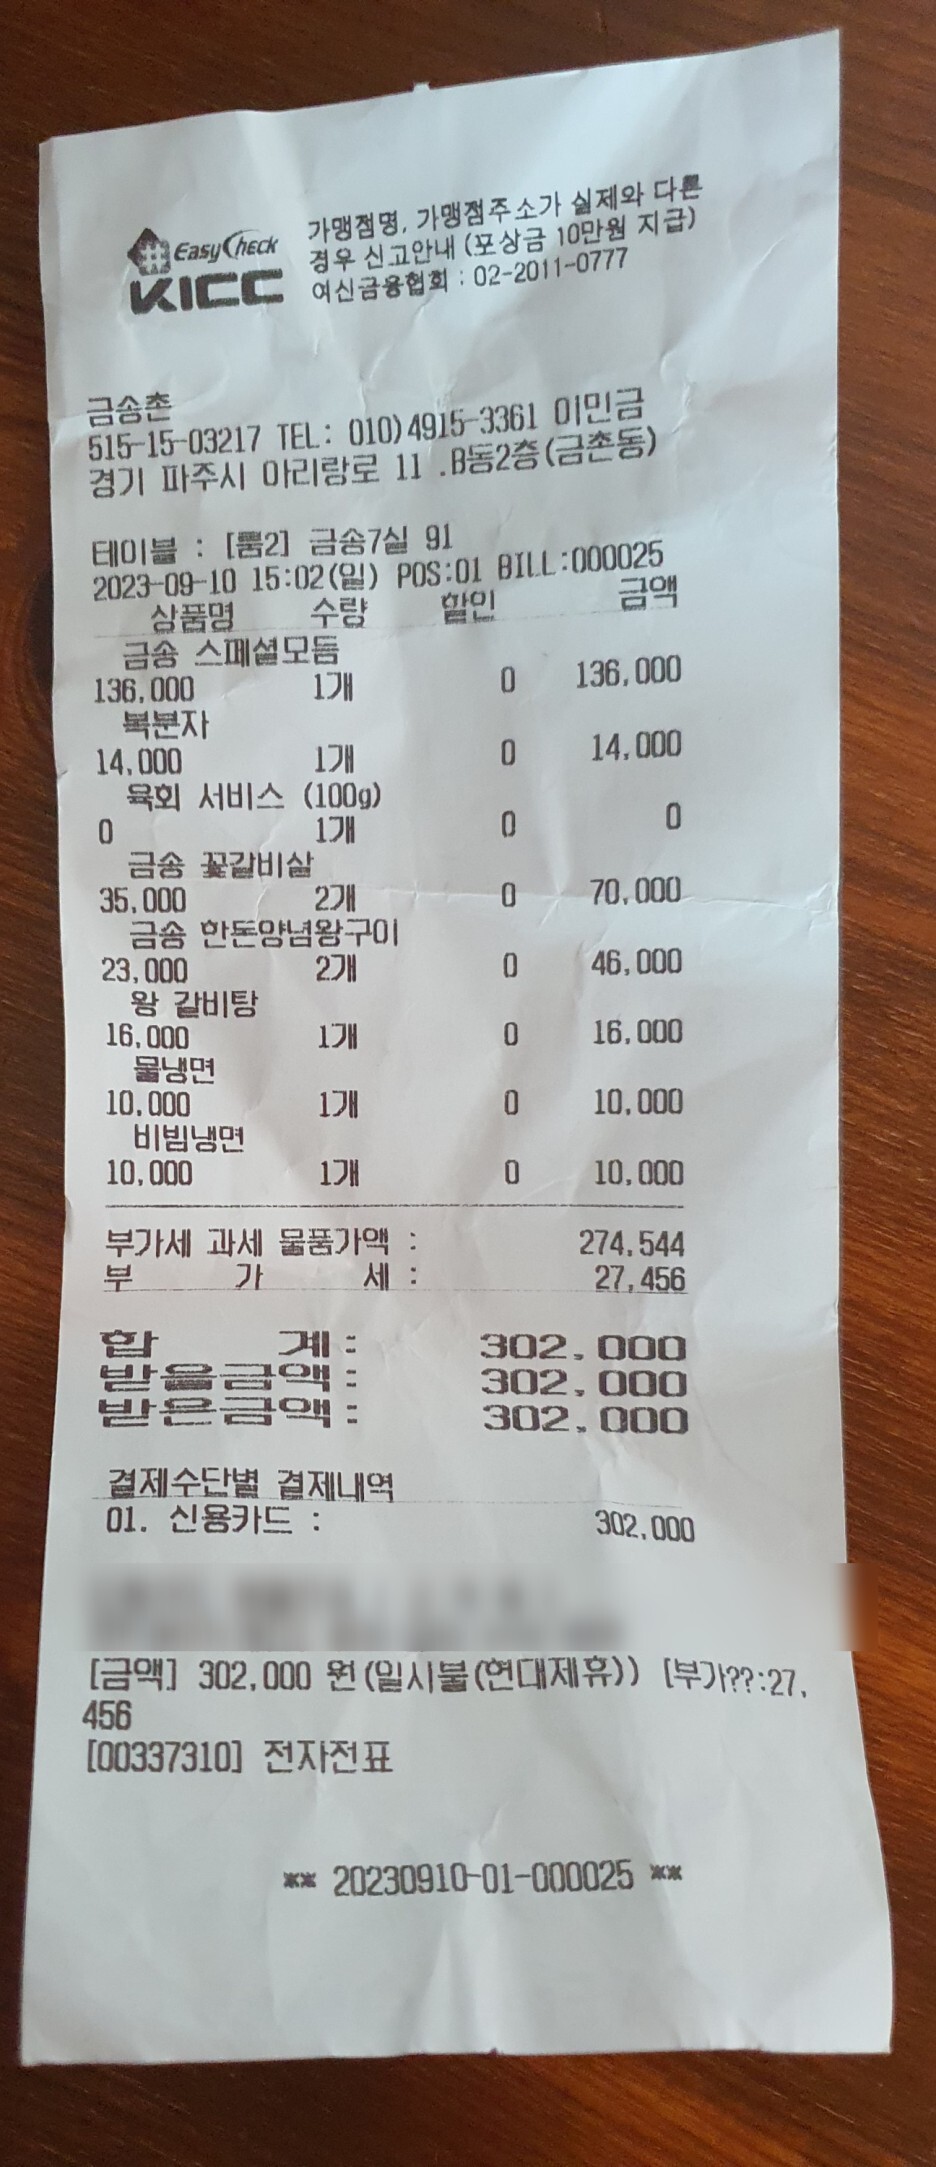 EasyCheck
KICC
가맹점명, 가맹점주소가 실제와 다른
경우 신고안내 (포상금 10만원 지급)
여신금융협회 : 02-2011-0777
금송촌
515-15-03217 TEL: 010)4915-3361 이민금
경기 파주시 아리랑로 11 .B동2층(금촌동)
테이블 : [룸2] 금송7실 91
2023-09-10 15:02(일) POS:01 BILL:000025
상품명 수량 할인 금액
금송 스페셜모듬
136,000 1개 0 136,000
복분자
14,000 1개 0 14,000
육회 서비스 (100g)
0 1개 0 0
금송 꽃갈비살
35,000 2개 0 70,000
금송 한돈양념왕구이
23,000 2개 0 46,000
왕 갈비탕
16,000 1개 0 16,000
물냉면
10,000 1개 0 10,000
비빔냉면
10,000 1개 0 10,000
부가세 과세 물품가액 : 274,544
부 가 세 : 27,456
합 계 : 302,000
받을금액 : 302,000
받은금액 : 302,000
결제수단별 결제내역
01. 신용카드 : 302,000
[금액] 302,000 원(일시불(현대제휴)) [부가??:27,
456
[00337310] 전자전표
** 20230910-01-000025 **